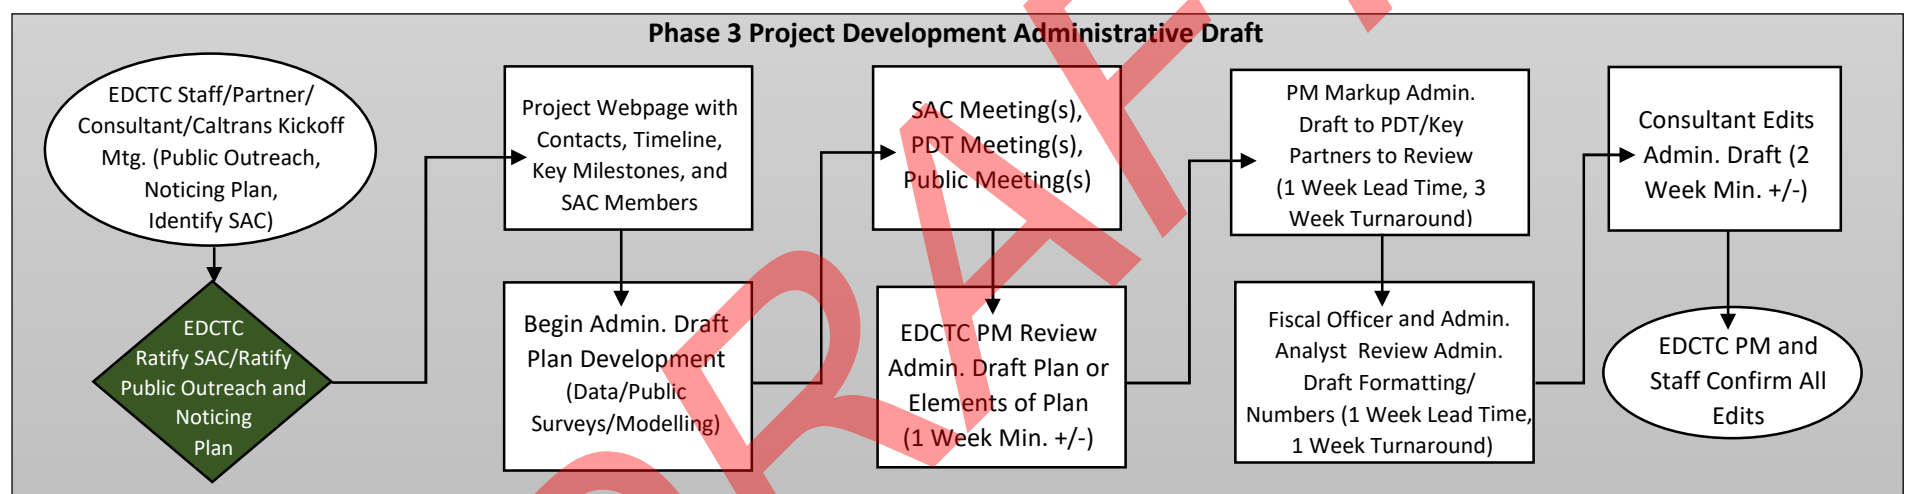 Phase 3 Project Development Administrative Draft
EDCTC Staff/Partner/
Consultant/Caltrans Kickoff
Mtg. (Public Outreach,
Noticing Plan,
Identify SAC)
EDCTC
Ratify SAC/Ratify
Public Outreach and
Noticing
Plan
Project Webpage with
Contacts, Timeline,
Key Milestones, and
SAC Members
Begin Admin. Draft
Plan Development
(Data/Public
Surveys/Modelling)
SAC Meeting(s),
PDT Meeting(s),
Public Meeting(s)
EDCTC PM Review
Admin. Draft Plan or
Elements of Plan
(1 Week Min. +/-)
PM Markup Admin.
Draft to PDT/Key
Partners to Review
(1 Week Lead Time, 3
Week Turnaround)
Fiscal Officer and Admin.
Analyst Review Admin.
Draft Formatting/
Numbers (1 Week Lead Time,
1 Week Turnaround)
Consultant Edits
Admin. Draft (2
Week Min. +/-)
EDCTC PM and
Staff Confirm All
Edits
RAF